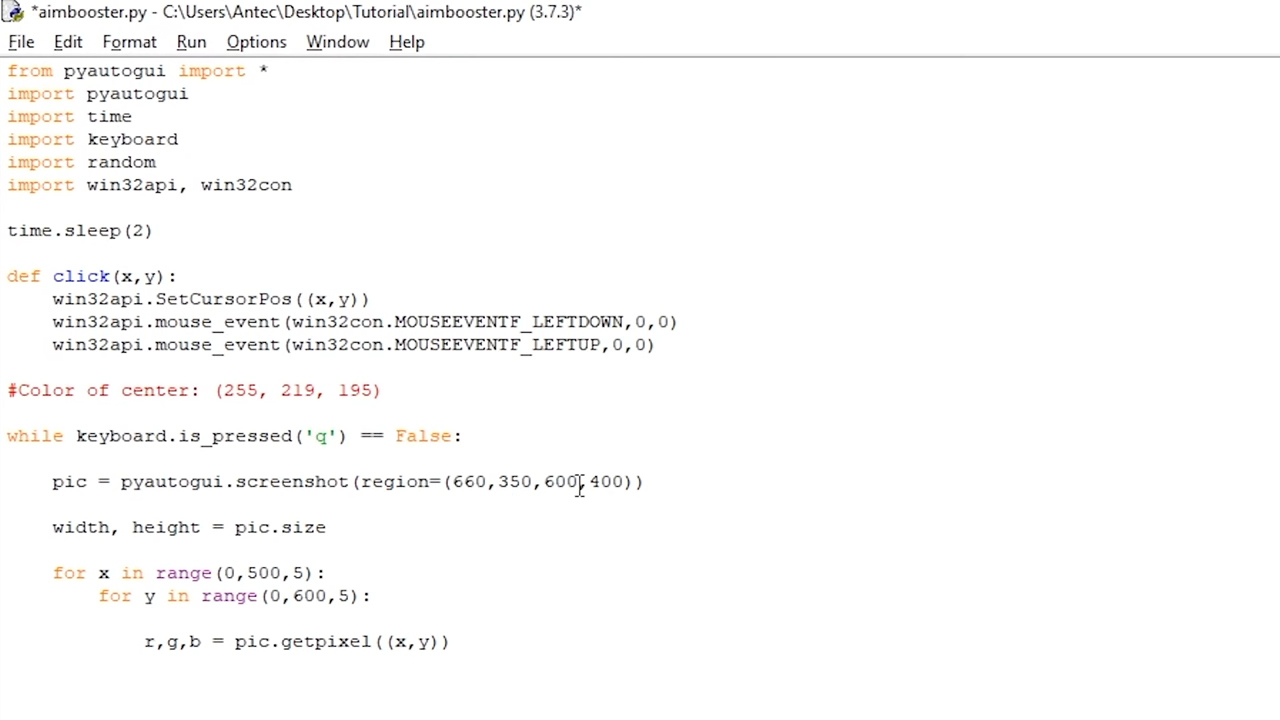 *aimbooster.py - C:\Users\Antec\Desktop\Tutorial\aimbooster.py (3.7.3)*
File Edit Format Run Options Window Help
from pyautogui import *
import pyautogui
import time
import keyboard
import random
import win32api, win32con
time.sleep(2)
def click(x,y):
    win32api.SetCursorPos((x,y))
    win32api.mouse_event(win32con.MOUSEEVENTF_LEFTDOWN,0,0)
    win32api.mouse_event(win32con.MOUSEEVENTF_LEFTUP,0,0)
#Color of center: (255, 219, 195)
while keyboard.is_pressed('q') == False:
    pic = pyautogui.screenshot(region=(660,350,600,400))
    width, height = pic.size
    for x in range(0,500,5):
        for y in range(0,600,5):
            r,g,b = pic.getpixel((x,y))